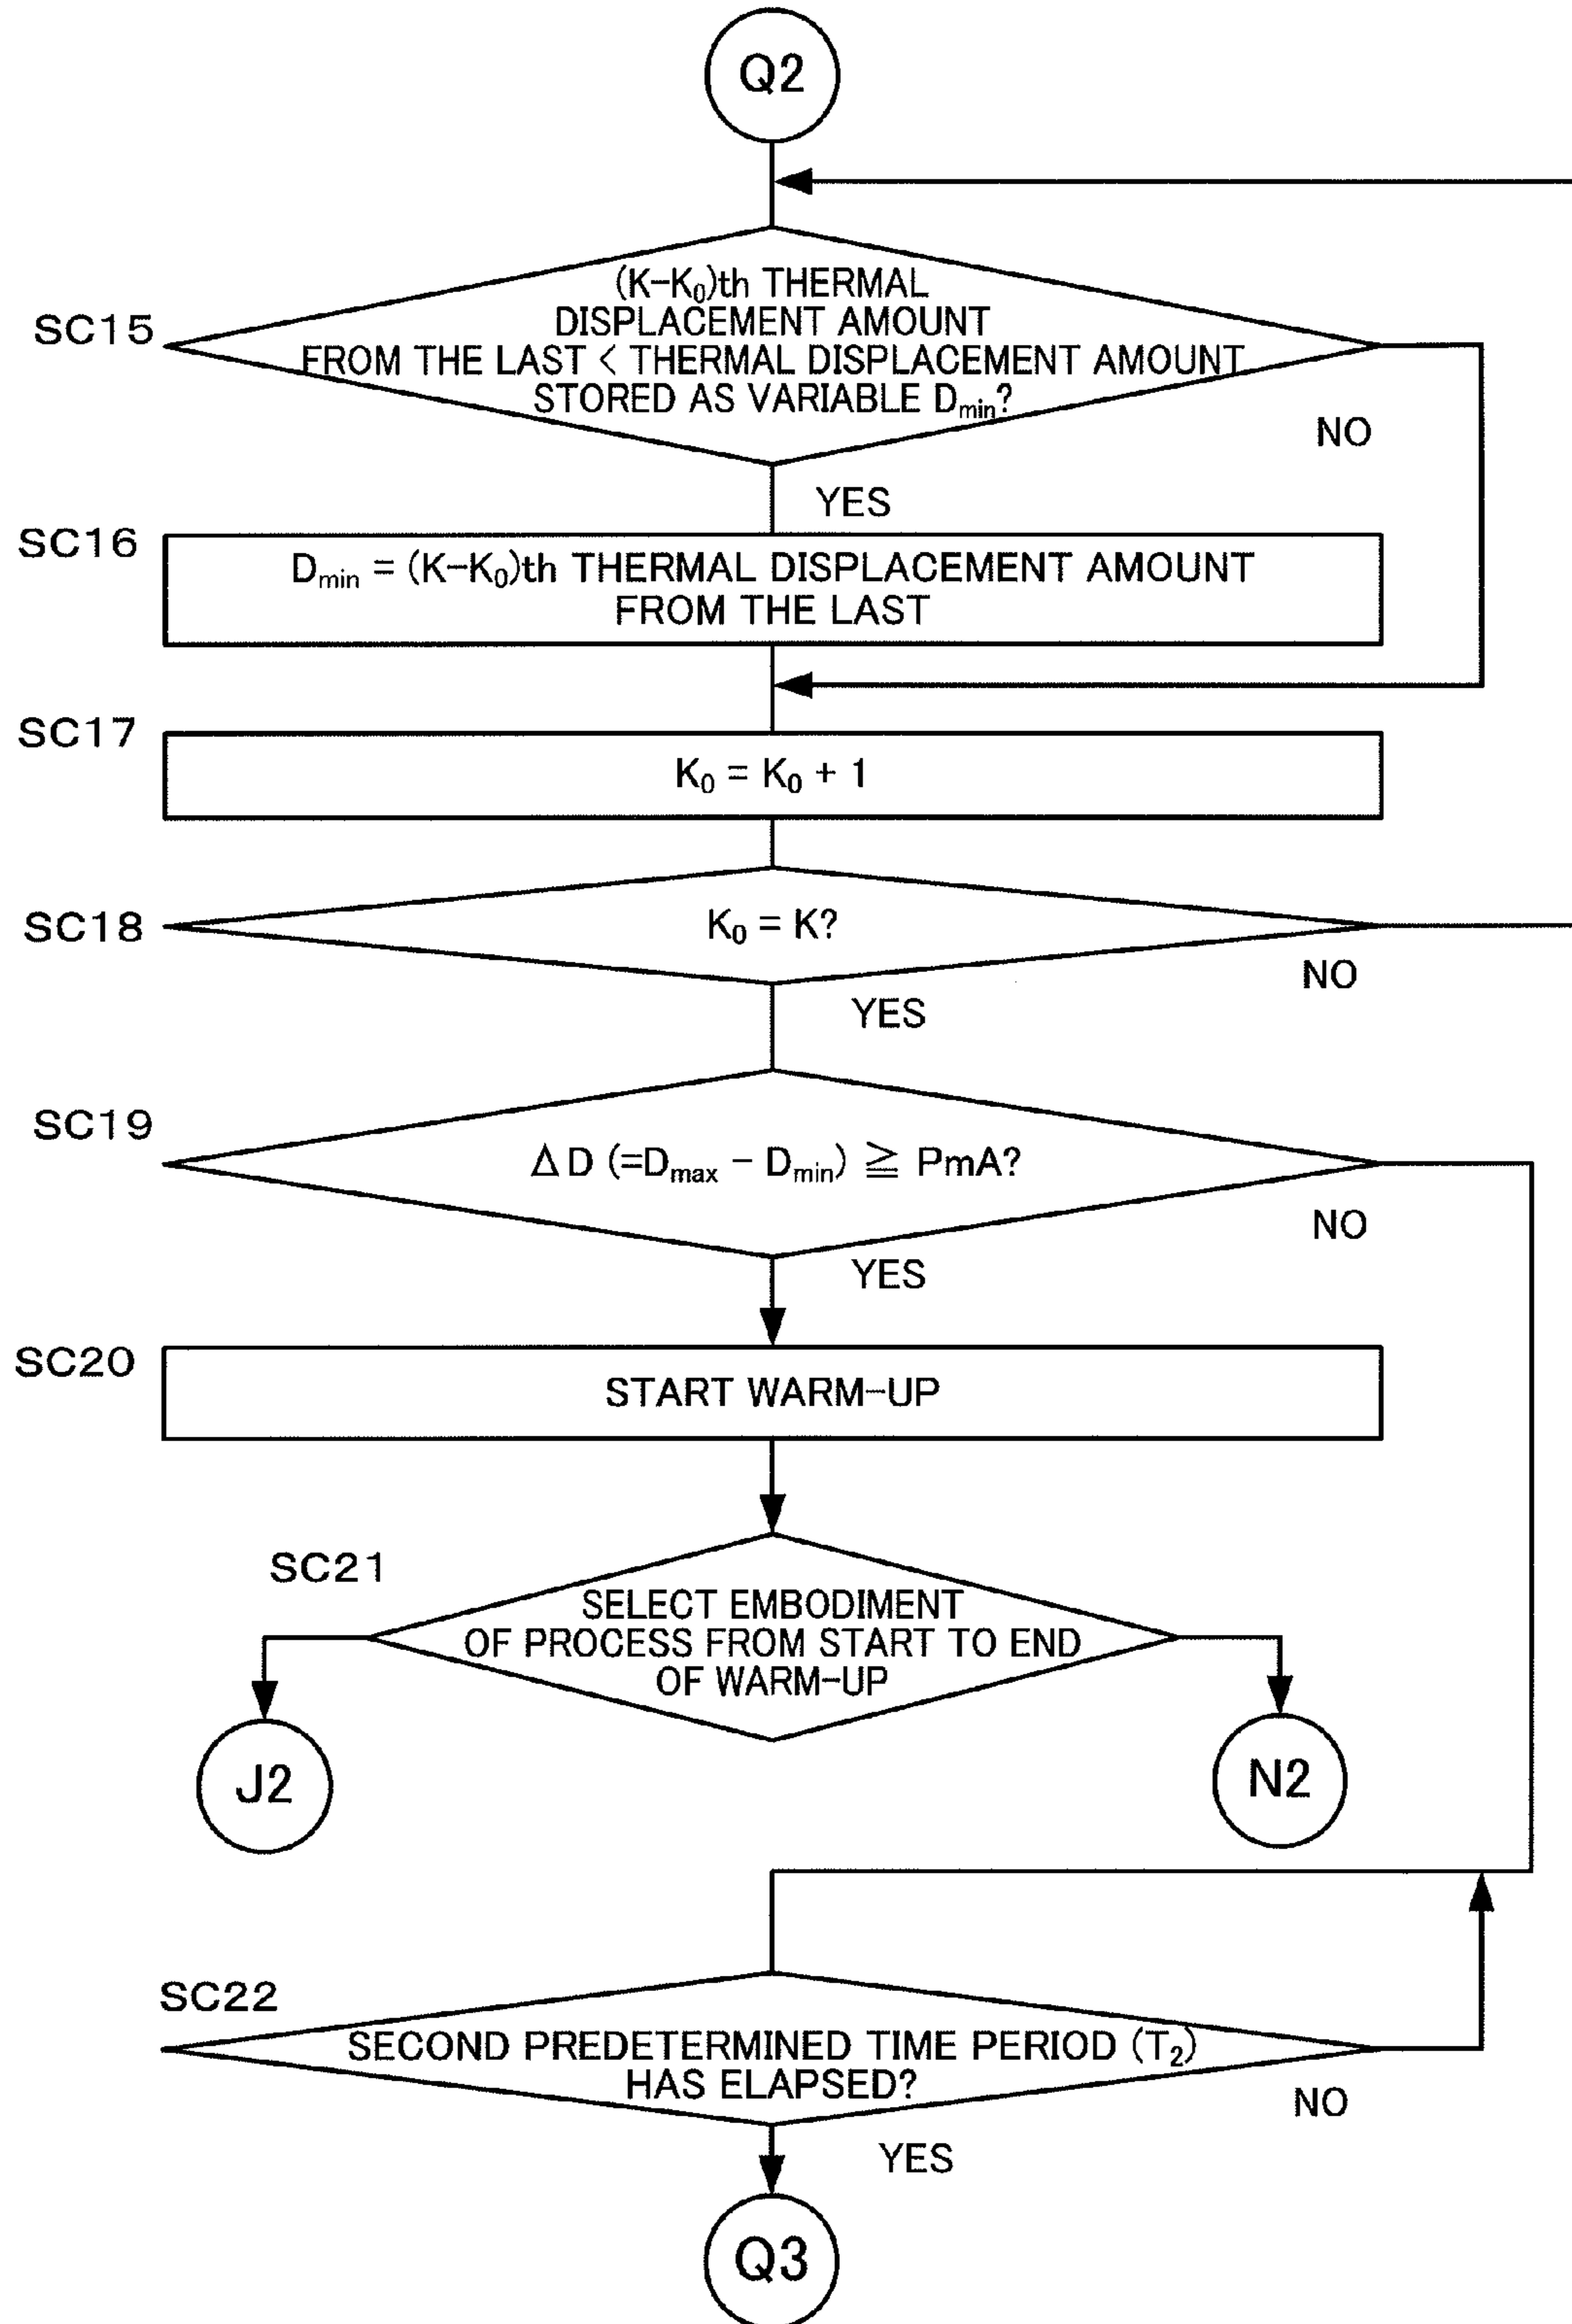 Q2
SC15
(K-K₀)th THERMAL
DISPLACEMENT AMOUNT
FROM THE LAST < THERMAL DISPLACEMENT AMOUNT
STORED AS VARIABLE Dmin?
NO
YES
SC16
Dmin = (K-K₀)th THERMAL DISPLACEMENT AMOUNT
FROM THE LAST
SC17
K₀ = K₀ + 1
SC18
K₀ = K?
NO
YES
SC19
ΔD (=Dmax - Dmin) ≧ PmA?
NO
YES
SC20
START WARM-UP
SC21
SELECT EMBODIMENT
OF PROCESS FROM START TO END
OF WARM-UP
J2
N2
SC22
SECOND PREDETERMINED TIME PERIOD (T₂)
HAS ELAPSED?
NO
YES
Q3